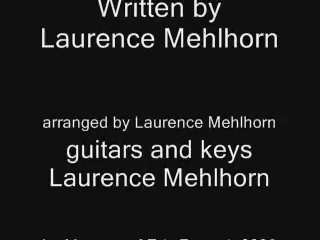 Written by
Laurence Mehlhorn
arranged by Laurence Mehlhorn
guitars and keys
Laurence Mehlhorn